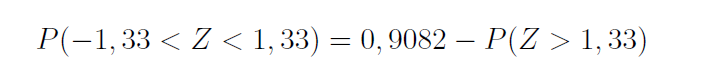 P(−1, 33 < Z < 1, 33) = 0, 9082 − P(Z > 1, 33)